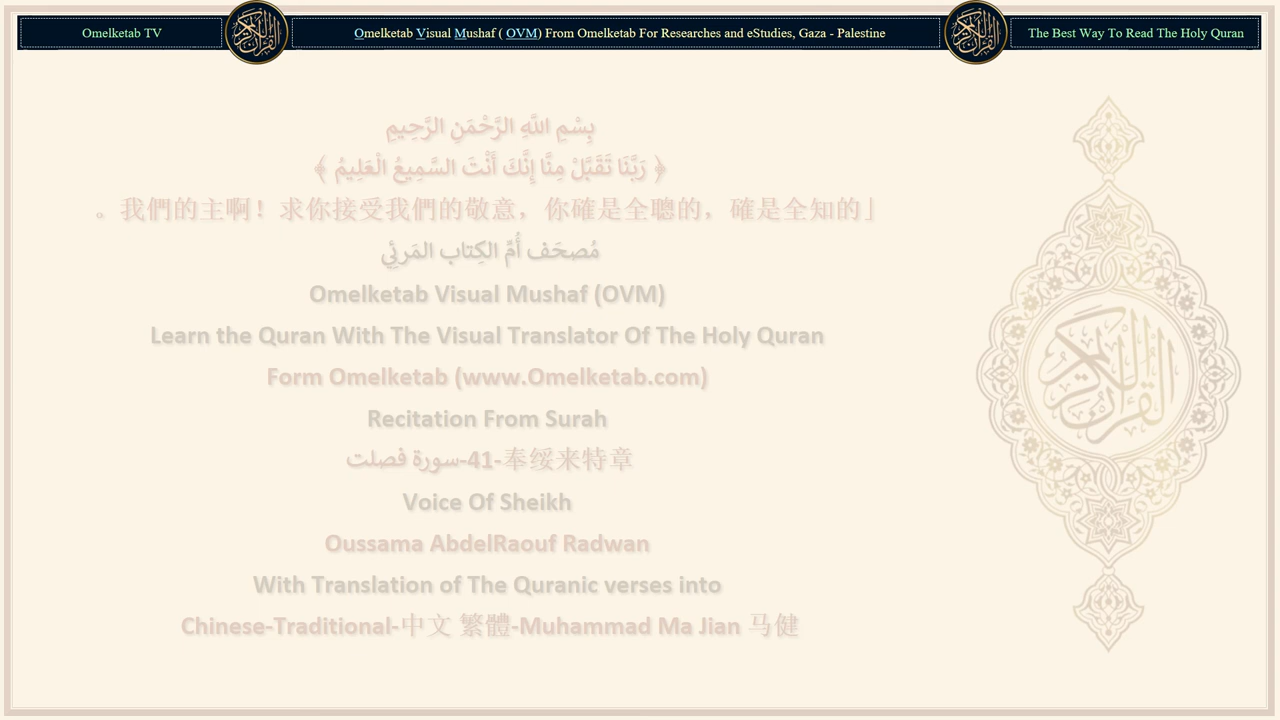 Omelketab TV
Omelketab Visual Mushaf ( OVM) From Omelketab For Researches and eStudies, Gaza - Palestine
The Best Way To Read The Holy Quran
بِسْمِ اللَّهِ الرَّحْمَنِ الرَّحِيمِ
﴿ رَبَّنَا تَقَبَّلْ مِنَّا إِنَّكَ أَنْتَ السَّمِيعُ الْعَلِيمُ ﴾
。我們的主啊！求你接受我們的敬意，你確是全聰的，確是全知的」
مُصحَف أُمِّ الكِتاب المَرئِي
Omelketab Visual Mushaf (OVM)
Learn the Quran With The Visual Translator Of The Holy Quran
Form Omelketab (www.Omelketab.com)
Recitation From Surah
سورة فصلت-41-奉绥来特章
Voice Of Sheikh
Oussama AbdelRaouf Radwan
With Translation of The Quranic verses into
Chinese-Traditional-中文 繁體-Muhammad Ma Jian 马健
القرآن الكريم